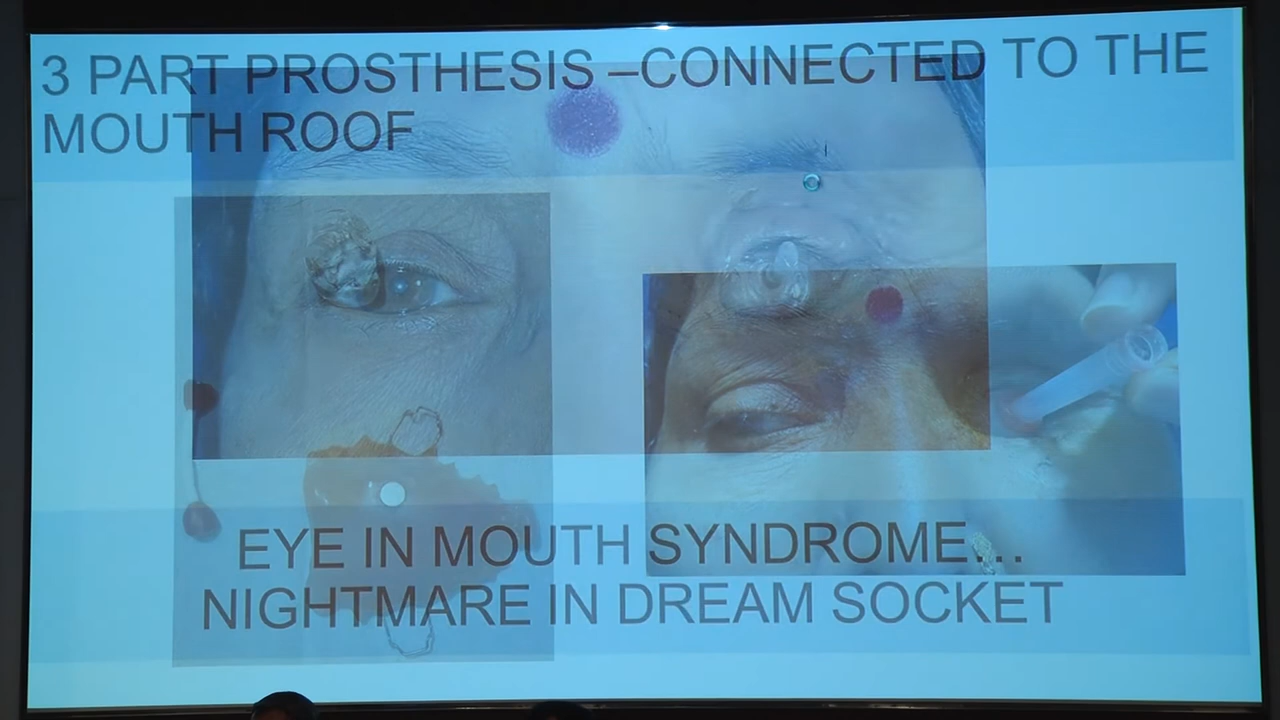 3 PART PROSTHESIS –CONNECTED TO THE
MOUTH ROOF
EYE IN MOUTH SYNDROME...
NIGHTMARE IN DREAM SOCKET